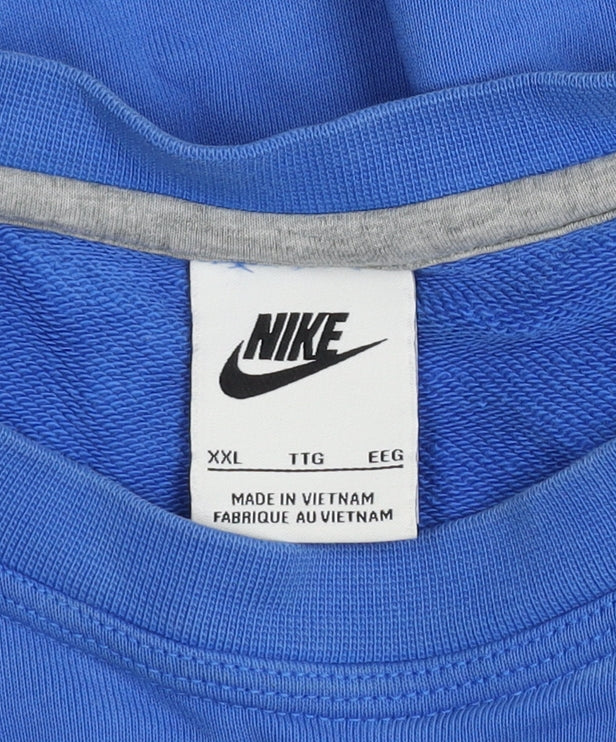 NIKE
XXL TTG EEG
MADE IN VIETNAM
FABRIQUE AU VIETNAM